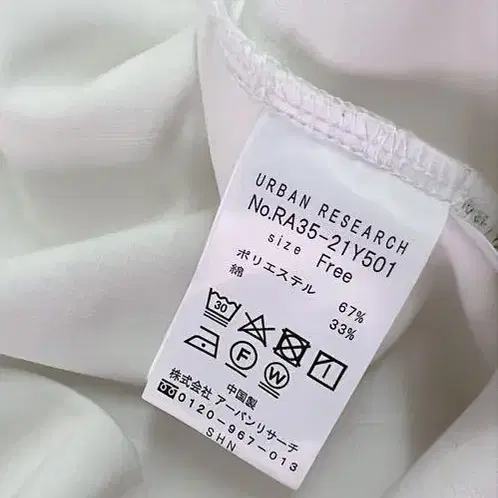 URBAN RESEARCH
No.RA35-21Y501
size Free
ポリエステル 67%
綿 33%
30
F W
中国製
株式会社 アーバンリサーチ
0120-967-013
SHN